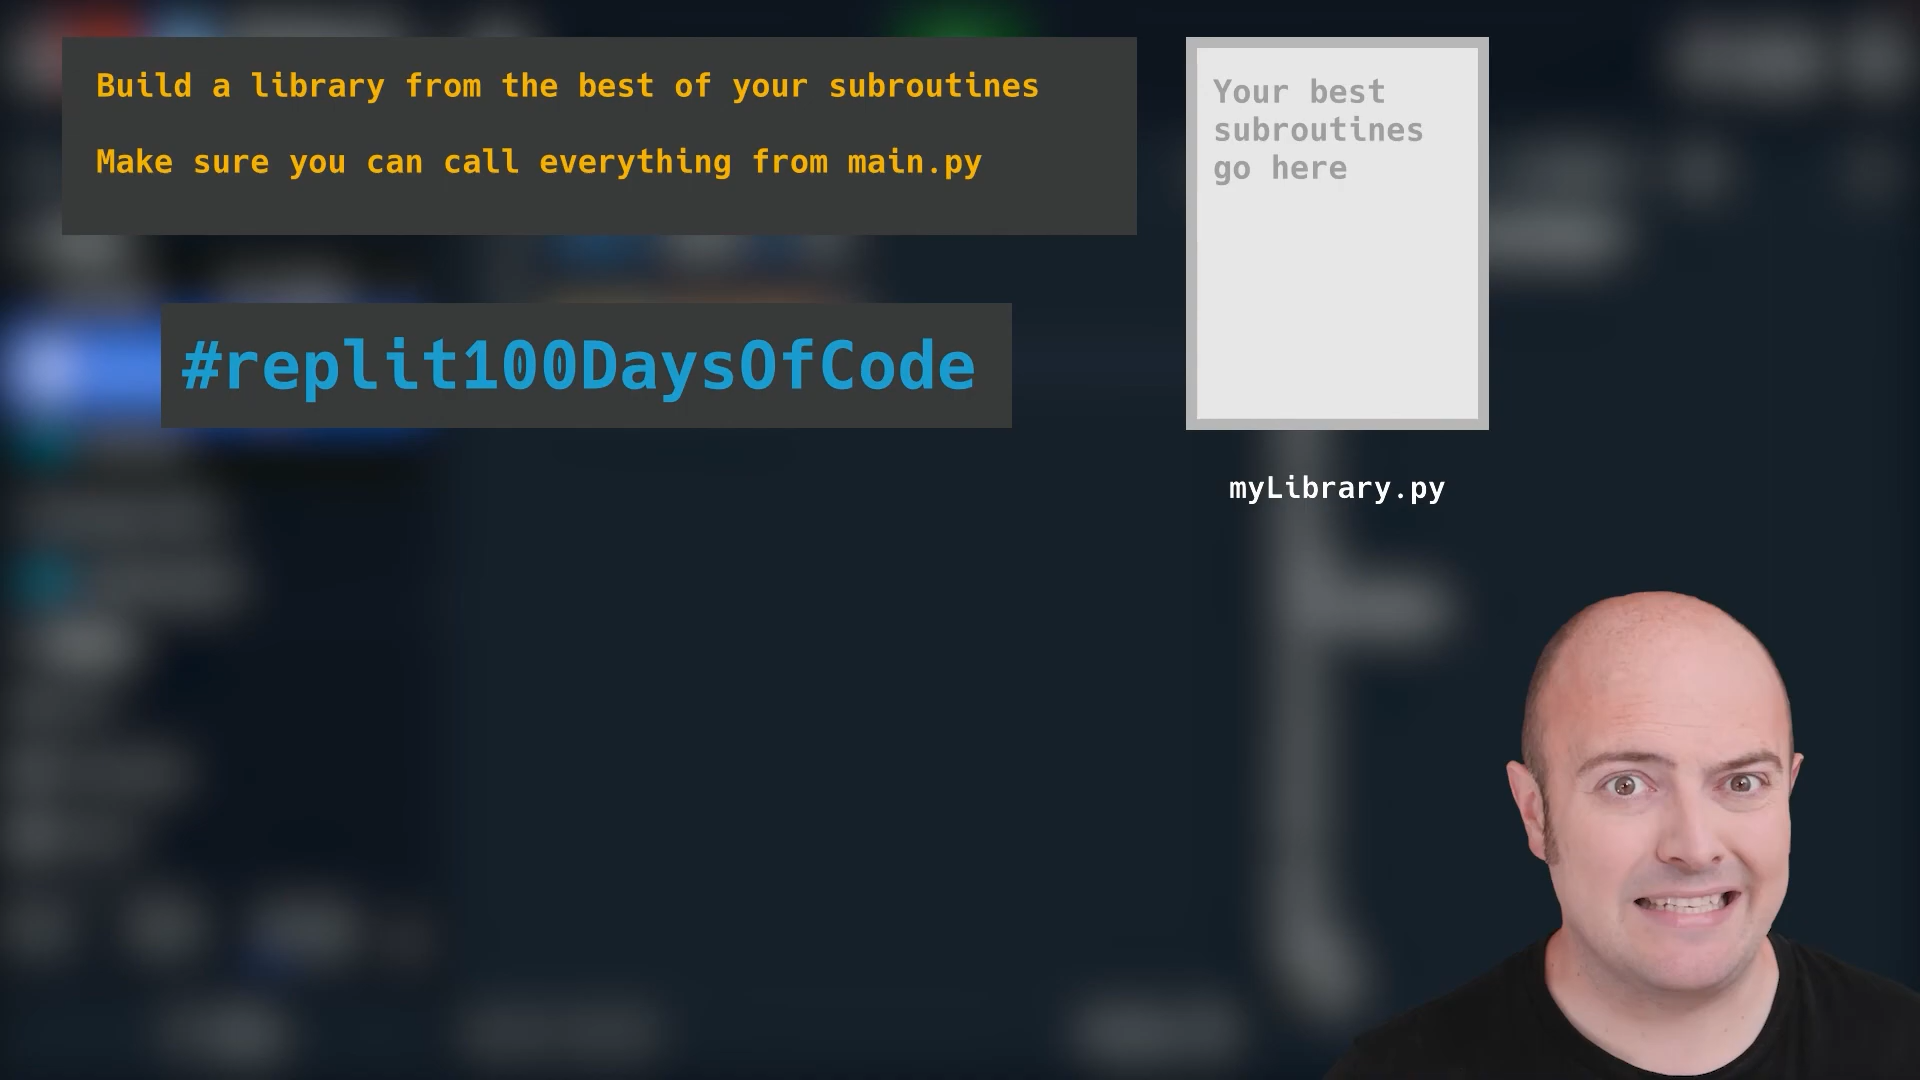 Build a library from the best of your subroutines
Make sure you can call everything from main.py
#replit100DaysOfCode
Your best
subroutines
go here
myLibrary.py